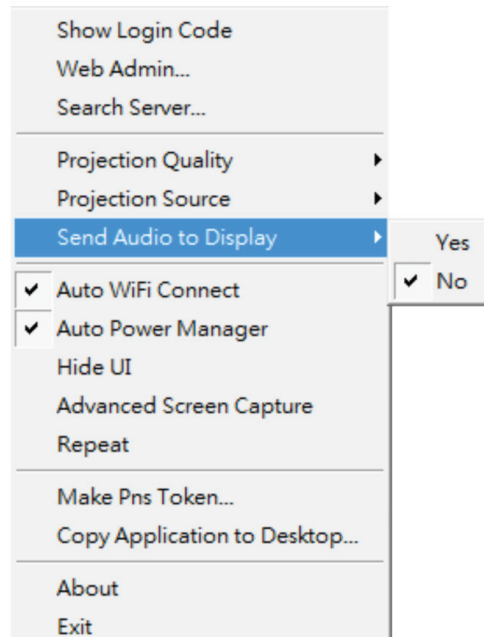 Show Login Code
Web Admin...
Search Server...
Projection Quality
Projection Source
Send Audio to Display
Yes
No
Auto WiFi Connect
Auto Power Manager
Hide UI
Advanced Screen Capture
Repeat
Make Pns Token...
Copy Application to Desktop...
About
Exit